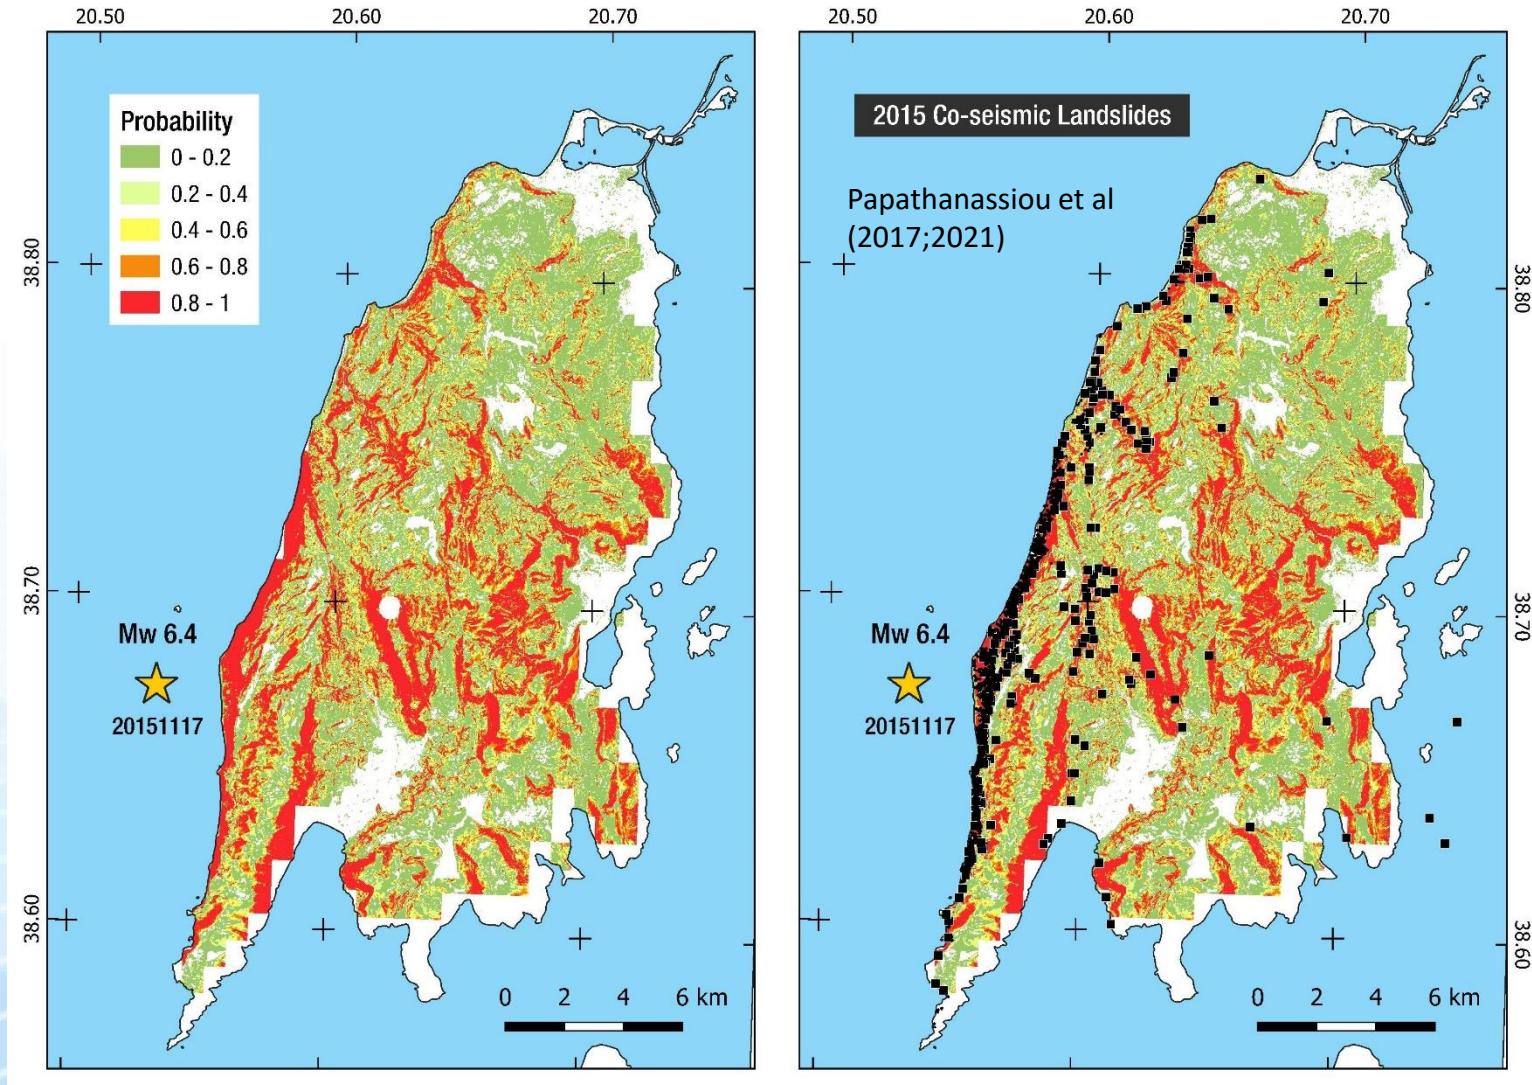 20.50 20.60 20.70
Probability
0 - 0.2
0.2 - 0.4
0.4 - 0.6
0.6 - 0.8
0.8 - 1
38.80
38.70
38.60
Mw 6.4
20151117
0 2 4 6 km
20.50 20.60 20.70
2015 Co-seismic Landslides
Papathanassiou et al
(2017;2021)
Mw 6.4
20151117
38.80
38.70
38.60
0 2 4 6 km